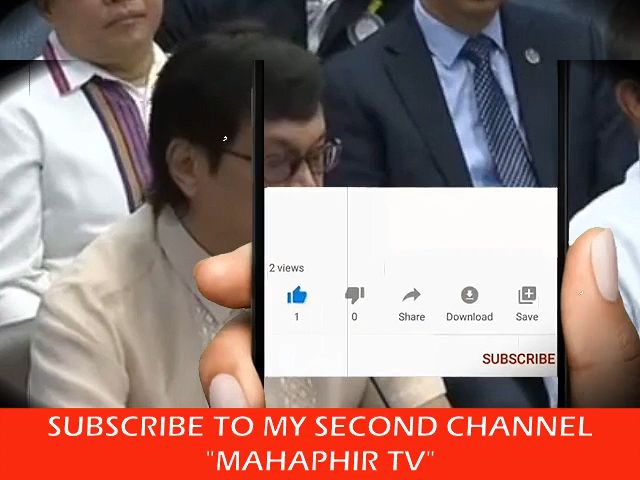 2 views
1
0
Share
Download
Save
SUBSCRIBE
SUBSCRIBE TO MY SECOND CHANNEL
"MAHAPHIR TV"